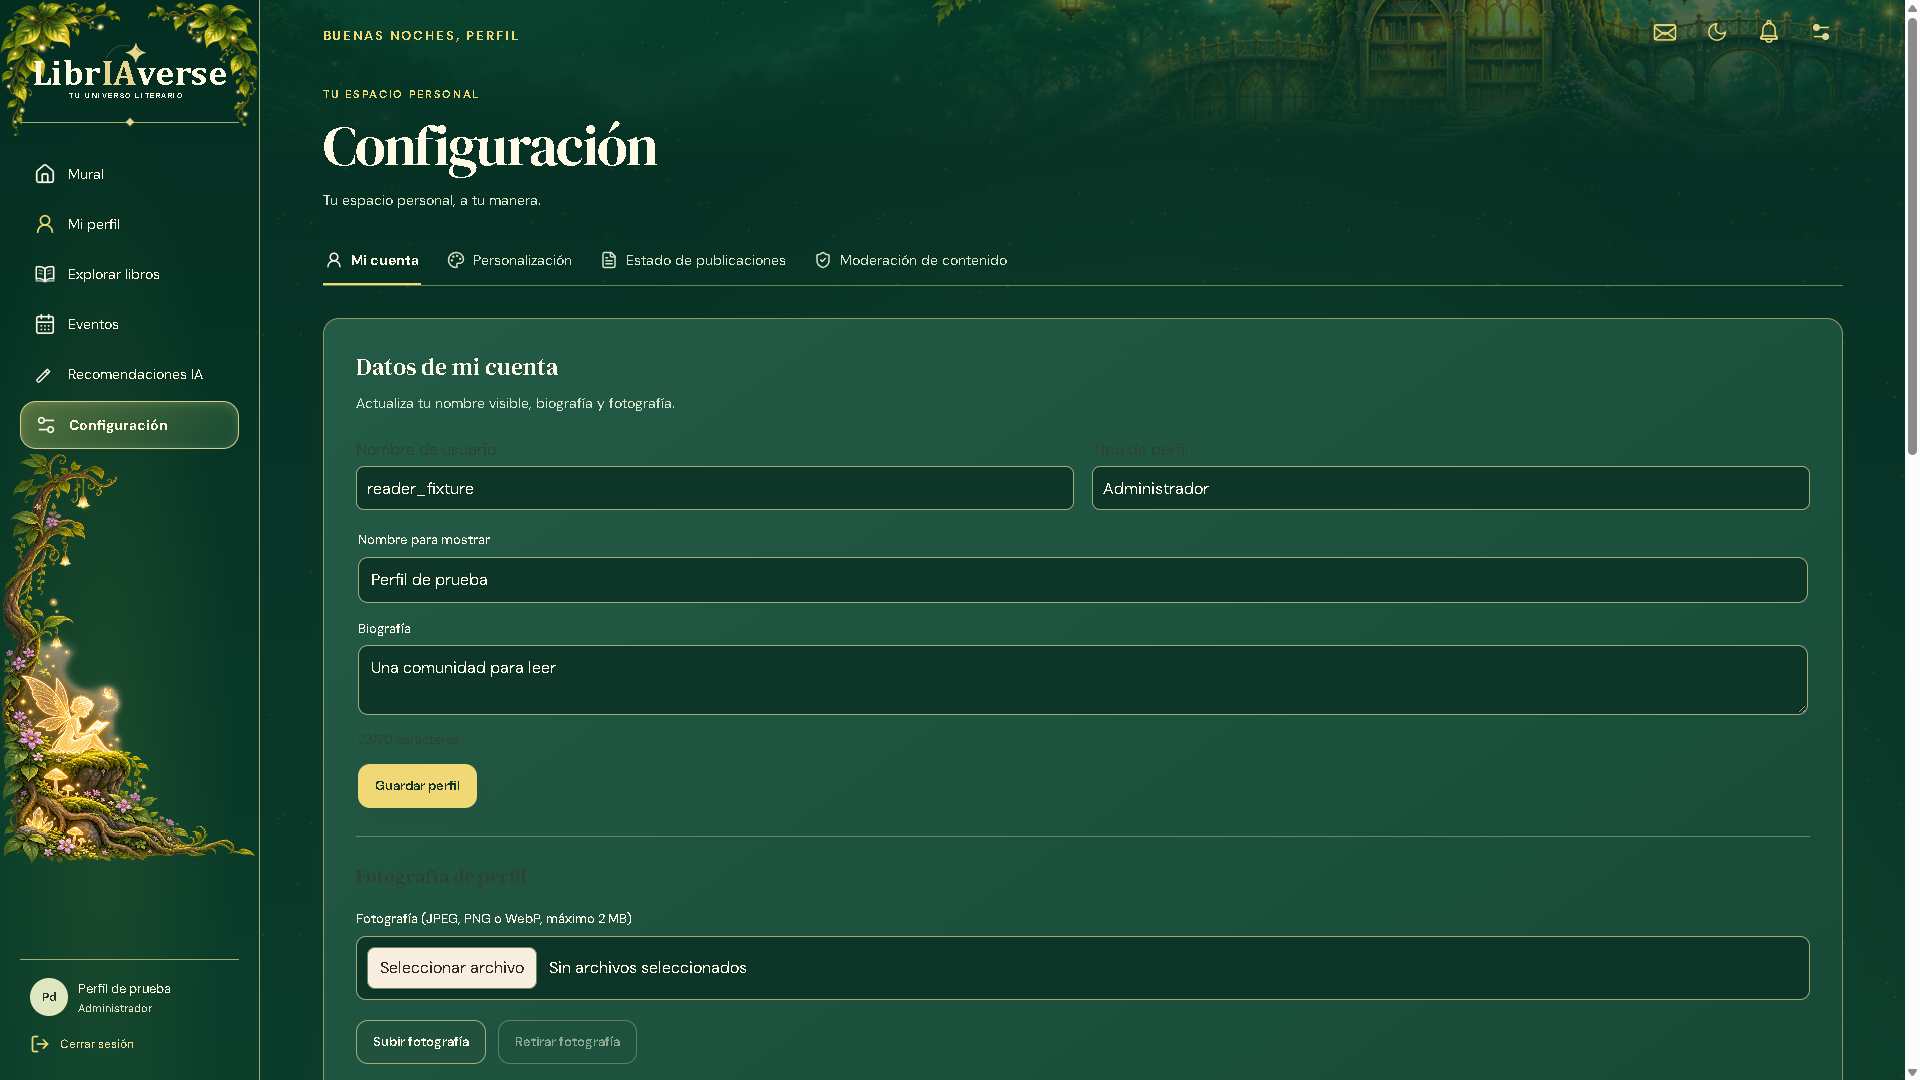 LibrIAverse
TU UNIVERSO LITERARIO
Mural
Mi perfil
Explorar libros
Eventos
Recomendaciones IA
Configuración
Perfil de prueba
Pd
Administrador
Cerrar sesión
BUENAS NOCHES, PERFIL
TU ESPACIO PERSONAL
Configuración
Tu espacio personal, a tu manera.
Mi cuenta Personalización Estado de publicaciones Moderación de contenido
Datos de mi cuenta
Actualiza tu nombre visible, biografía y fotografía.
Nombre de usuario Tipo de perfil
reader_fixture Administrador
Nombre para mostrar
Perfil de prueba
Biografía
Una comunidad para leer
23/70 caracteres
Guardar perfil
Fotografía de perfil
Fotografía (JPEG, PNG o WebP, máximo 2 MB)
Seleccionar archivo Sin archivos seleccionados
Subir fotografía Retirar fotografía